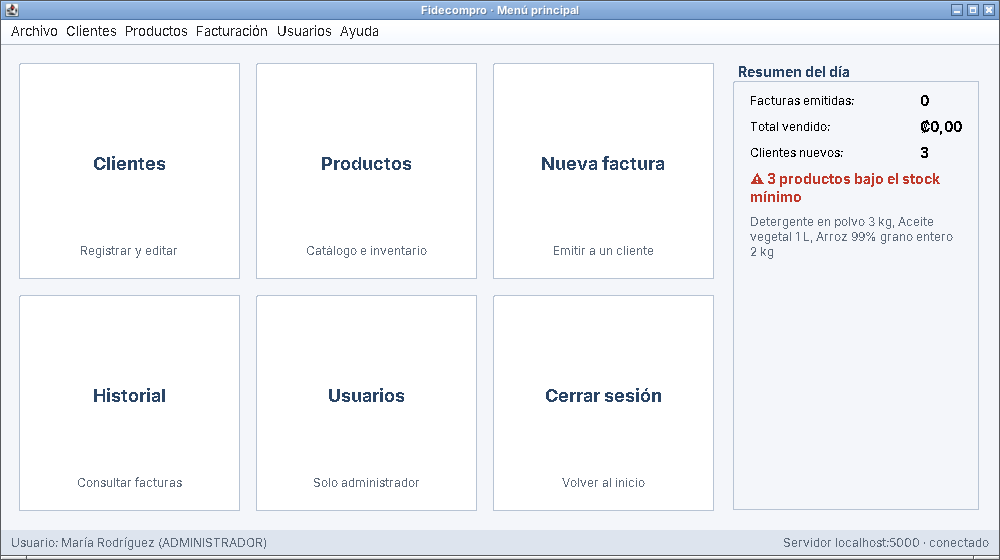 Fidecompro · Menú principal
Archivo Clientes Productos Facturación Usuarios Ayuda
Clientes
Registrar y editar
Productos
Catálogo e inventario
Nueva factura
Emitir a un cliente
Historial
Consultar facturas
Usuarios
Solo administrador
Cerrar sesión
Volver al inicio
Resumen del día
Facturas emitidas: 0
Total vendido: ₡0,00
Clientes nuevos: 3
⚠ 3 productos bajo el stock
mínimo
Detergente en polvo 3 kg, Aceite
vegetal 1 L, Arroz 99% grano entero
2 kg
Usuario: María Rodríguez (ADMINISTRADOR)
Servidor localhost:5000 · conectado